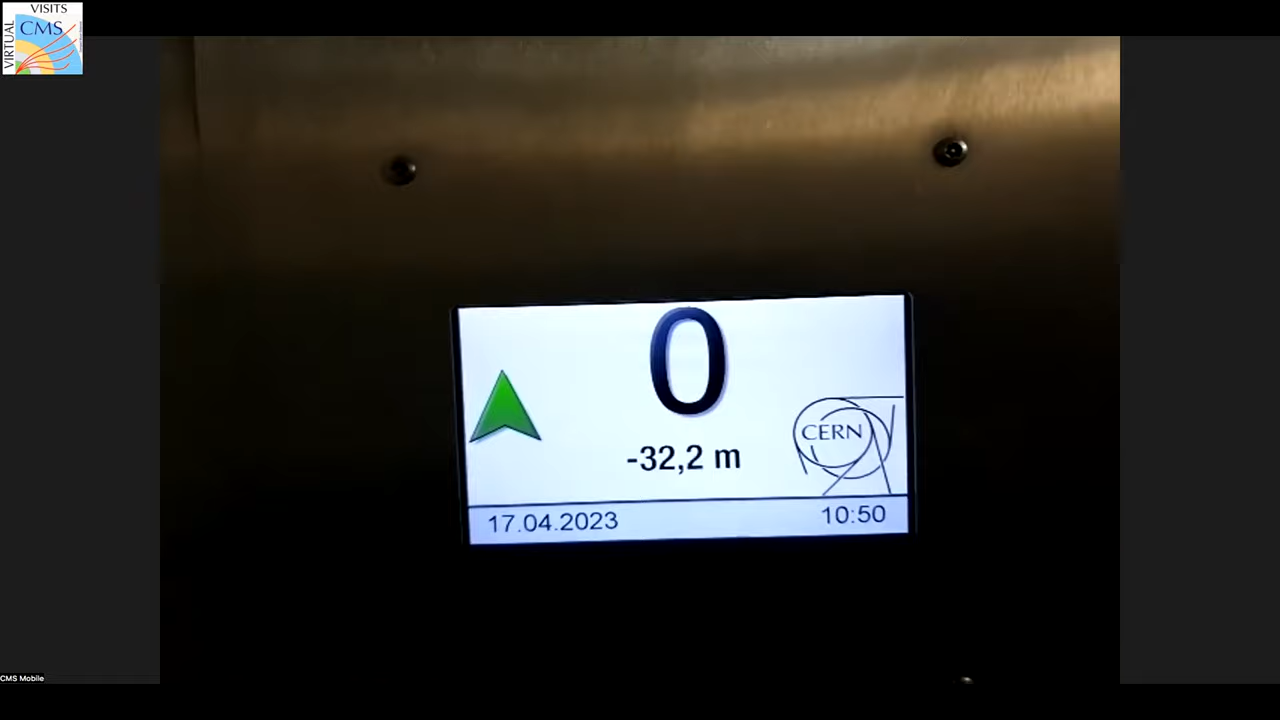 VISITS
VIRTUAL
CMS
0
-32,2 m
CERN
17.04.2023
10:50
CMS Mobile